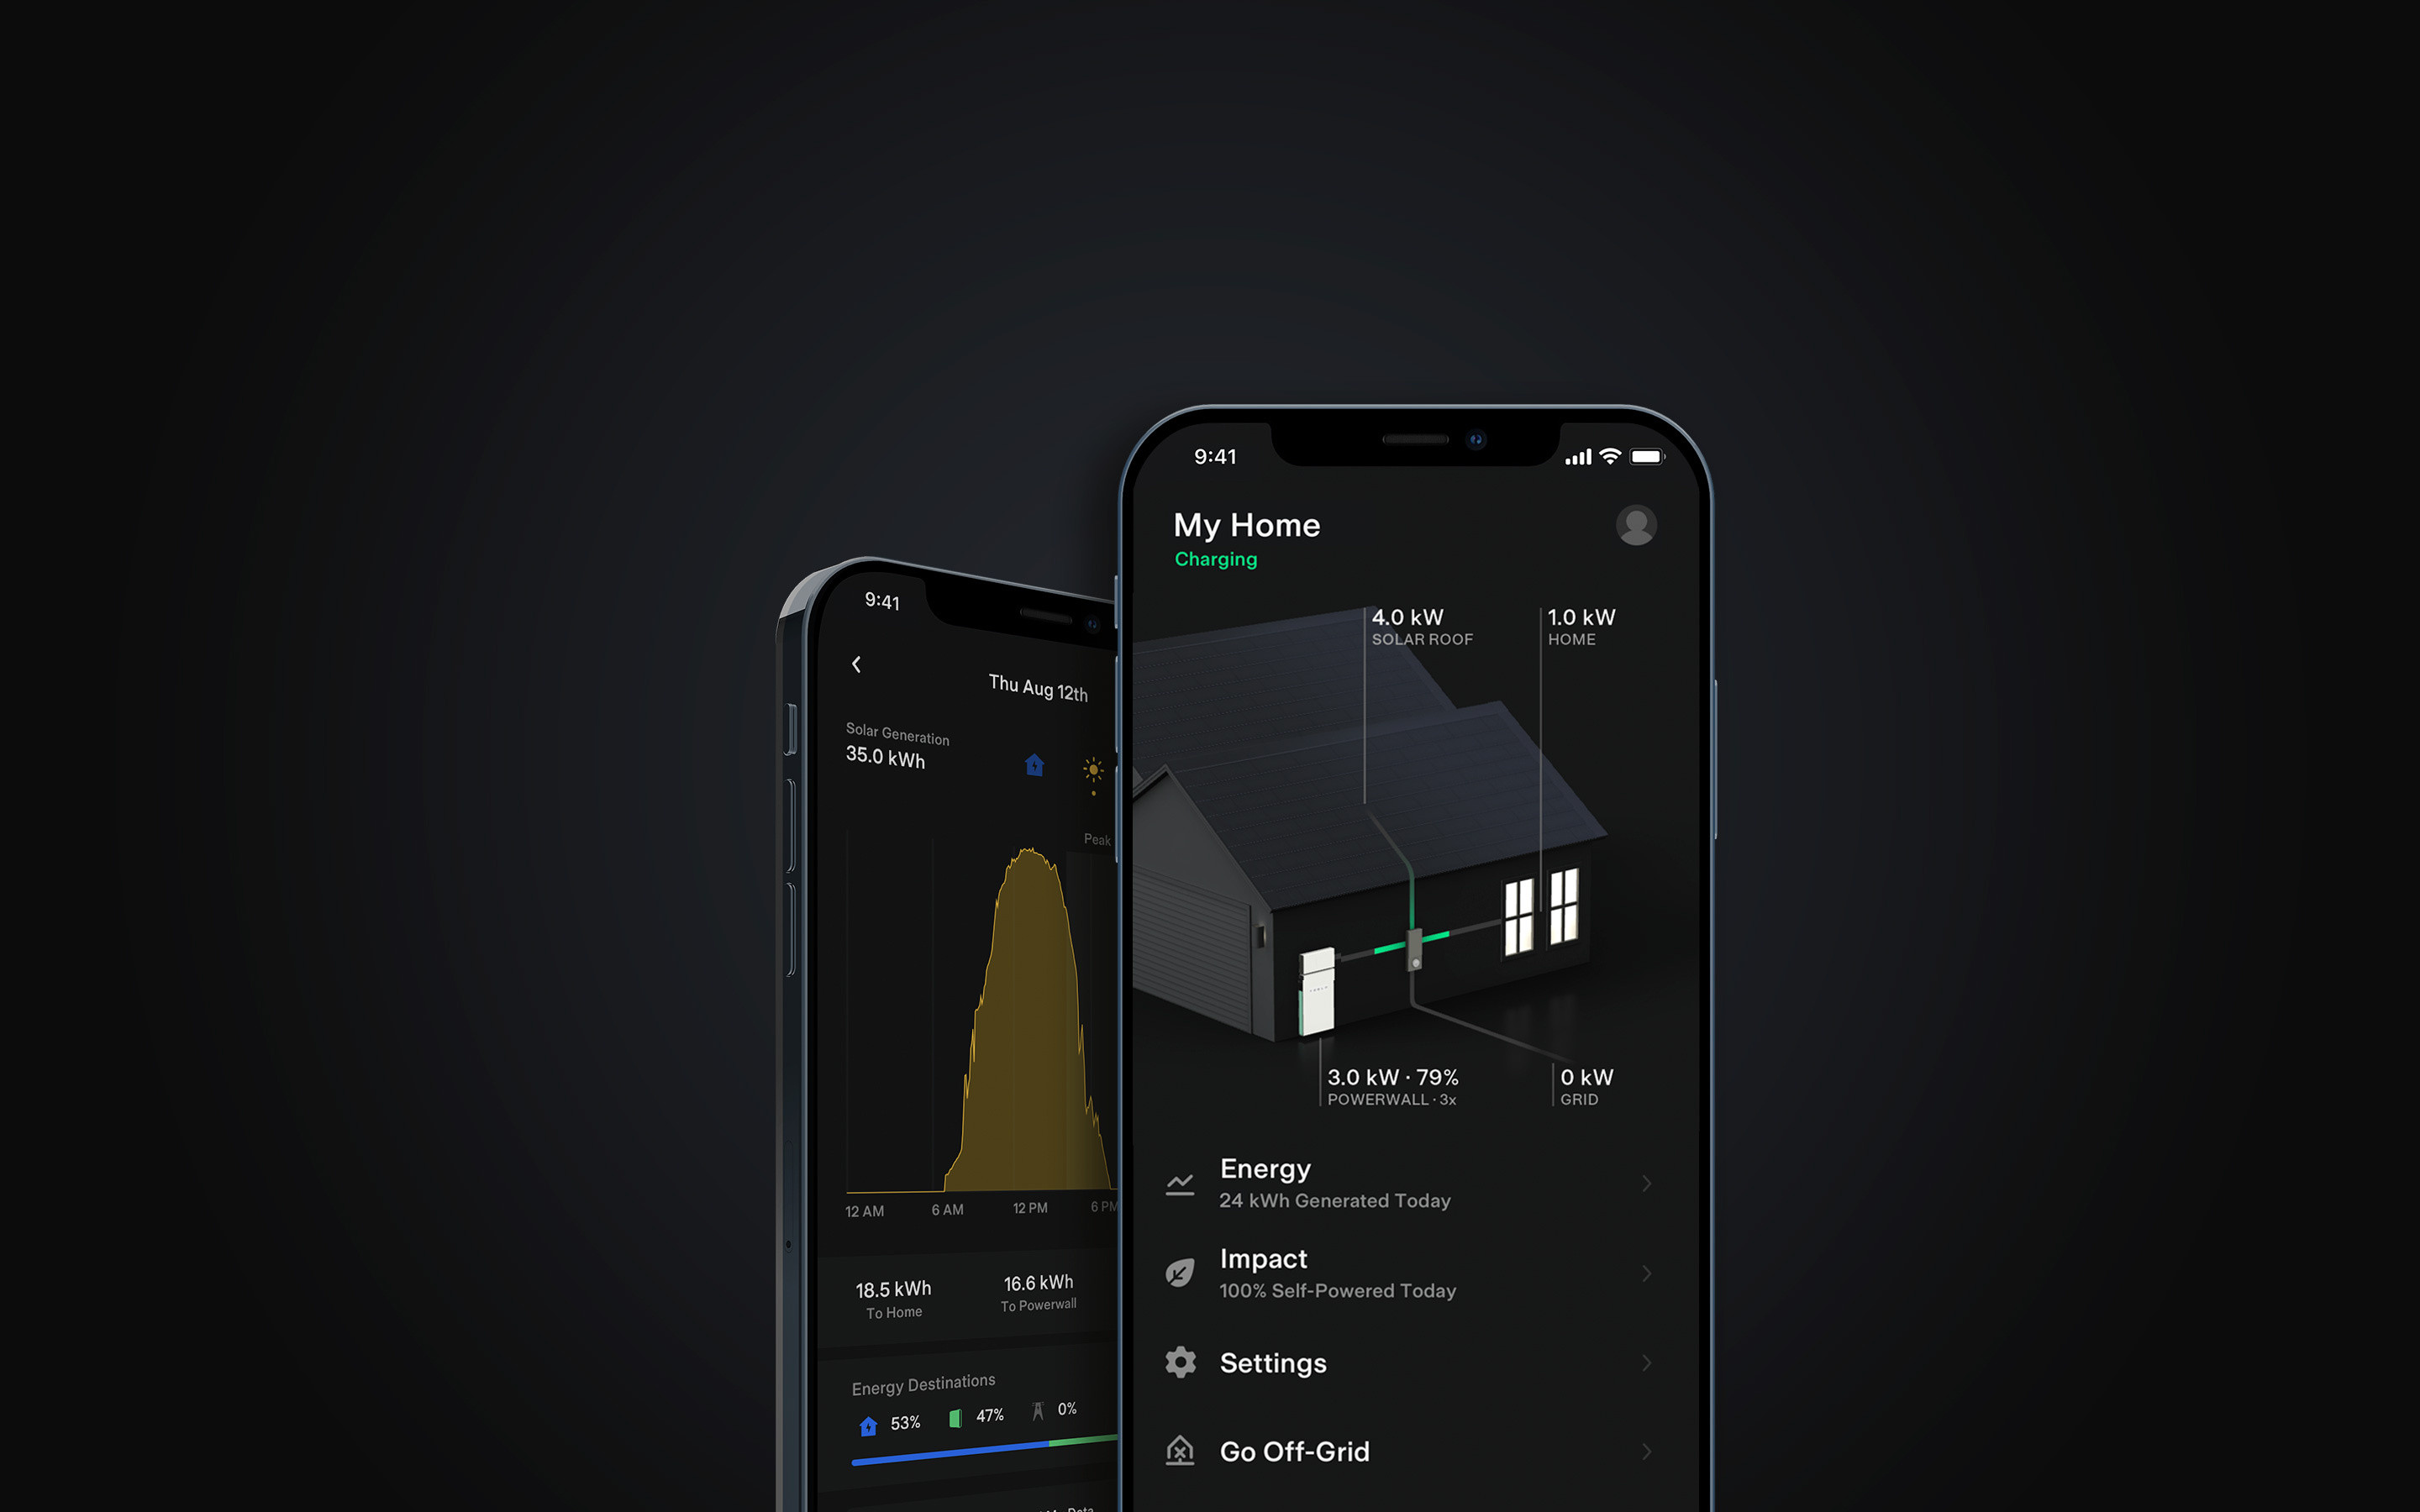 9:41
Thu Aug 12th
Solar Generation
35.0 kWh
Peak
12 AM 6 AM 12 PM 6 PM
18.5 kWh
To Home
16.6 kWh
To Powerwall
Energy Destinations
53% 47% 0%
9:41
My Home
Charging
4.0 kW
SOLAR ROOF
1.0 kW
HOME
TESLA
3.0 kW · 79%
POWERWALL · 3x
0 kW
GRID
Energy
24 kWh Generated Today
Impact
100% Self-Powered Today
Settings
Go Off-Grid